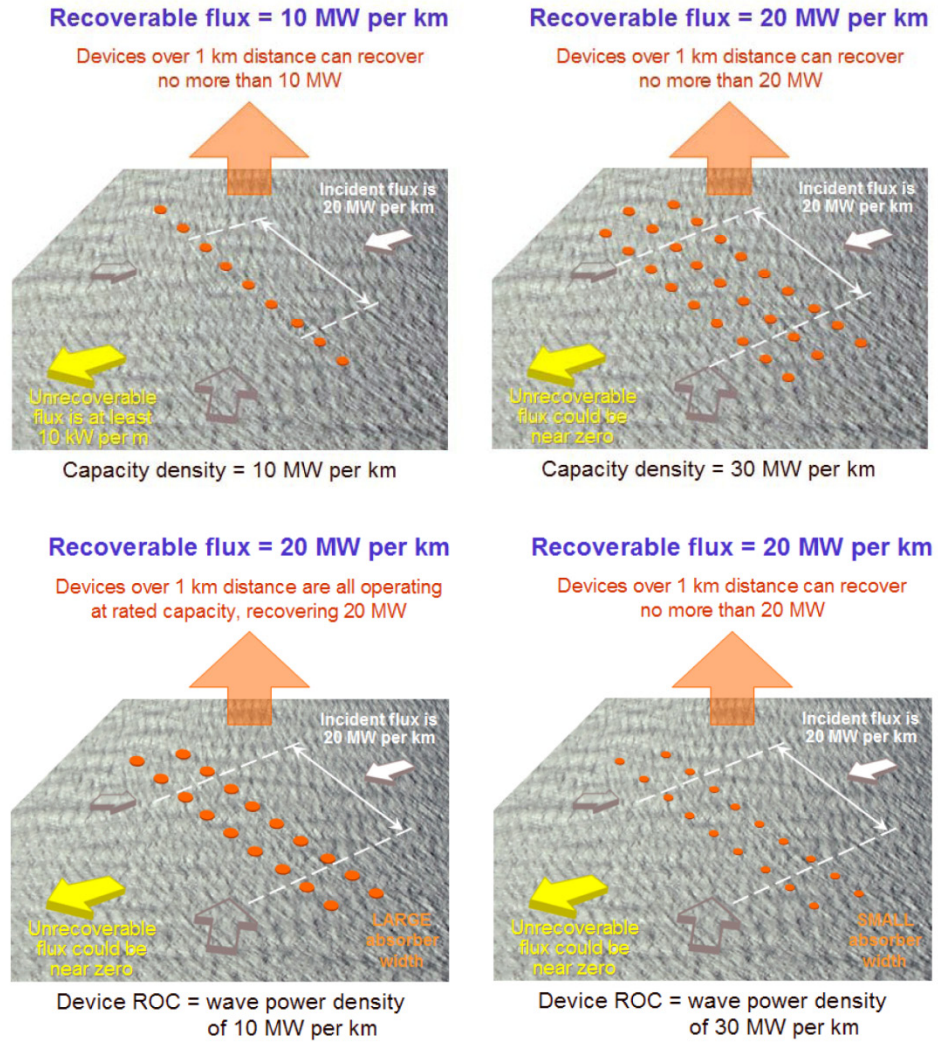 Recoverable flux = 10 MW per km
Devices over 1 km distance can recover
no more than 10 MW
Incident flux is
20 MW per km
Unrecoverable
flux is at least
10 kW per m
Capacity density = 10 MW per km
Recoverable flux = 20 MW per km
Devices over 1 km distance can recover
no more than 20 MW
Incident flux is
20 MW per km
Unrecoverable
flux could be
near zero
Capacity density = 30 MW per km
Recoverable flux = 20 MW per km
Devices over 1 km distance are all operating
at rated capacity, recovering 20 MW
Incident flux is
20 MW per km
Unrecoverable
flux could be
near zero
LARGE
absorber
width
Device ROC = wave power density
of 10 MW per km
Recoverable flux = 20 MW per km
Devices over 1 km distance can recover
no more than 20 MW
Incident flux is
20 MW per km
Unrecoverable
flux could be
near zero
SMALL
absorber
width
Device ROC = wave power density
of 30 MW per km